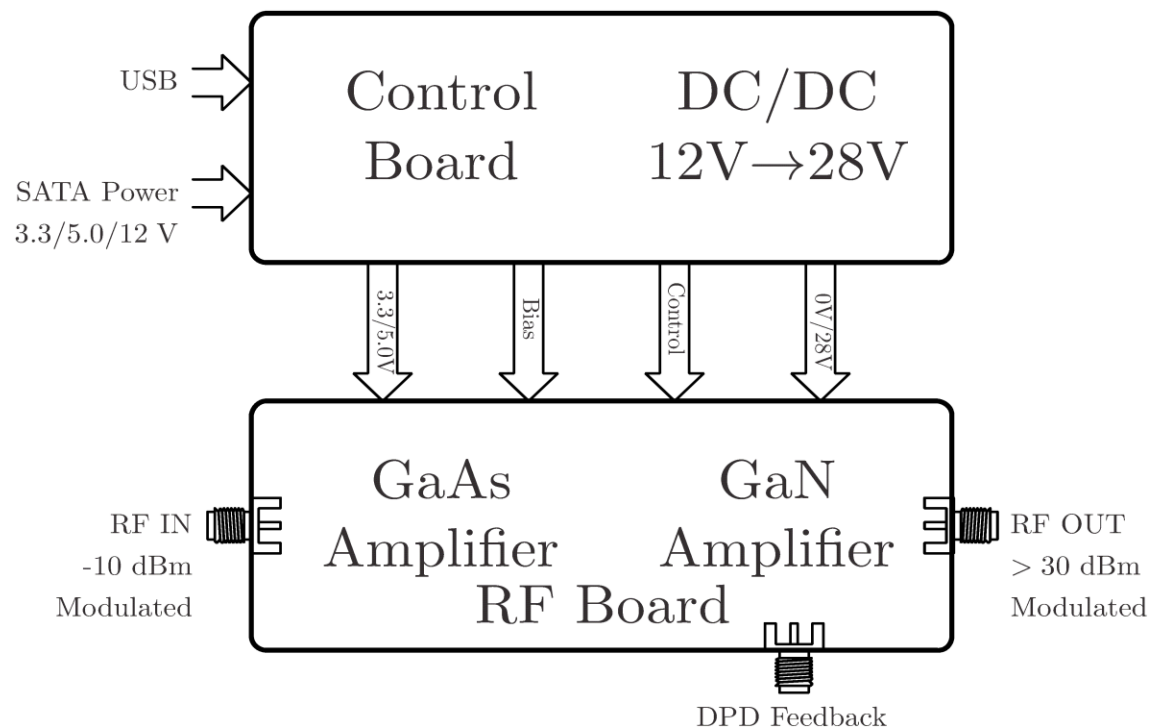 USB
SATA Power
3.3/5.0/12 V
Control
Board
DC/DC
12V→28V
3.3/5.0V
Bias
Control
0V/28V
RF IN
-10 dBm
Modulated
GaAs
Amplifier
GaN
Amplifier
RF Board
RF OUT
> 30 dBm
Modulated
DPD Feedback